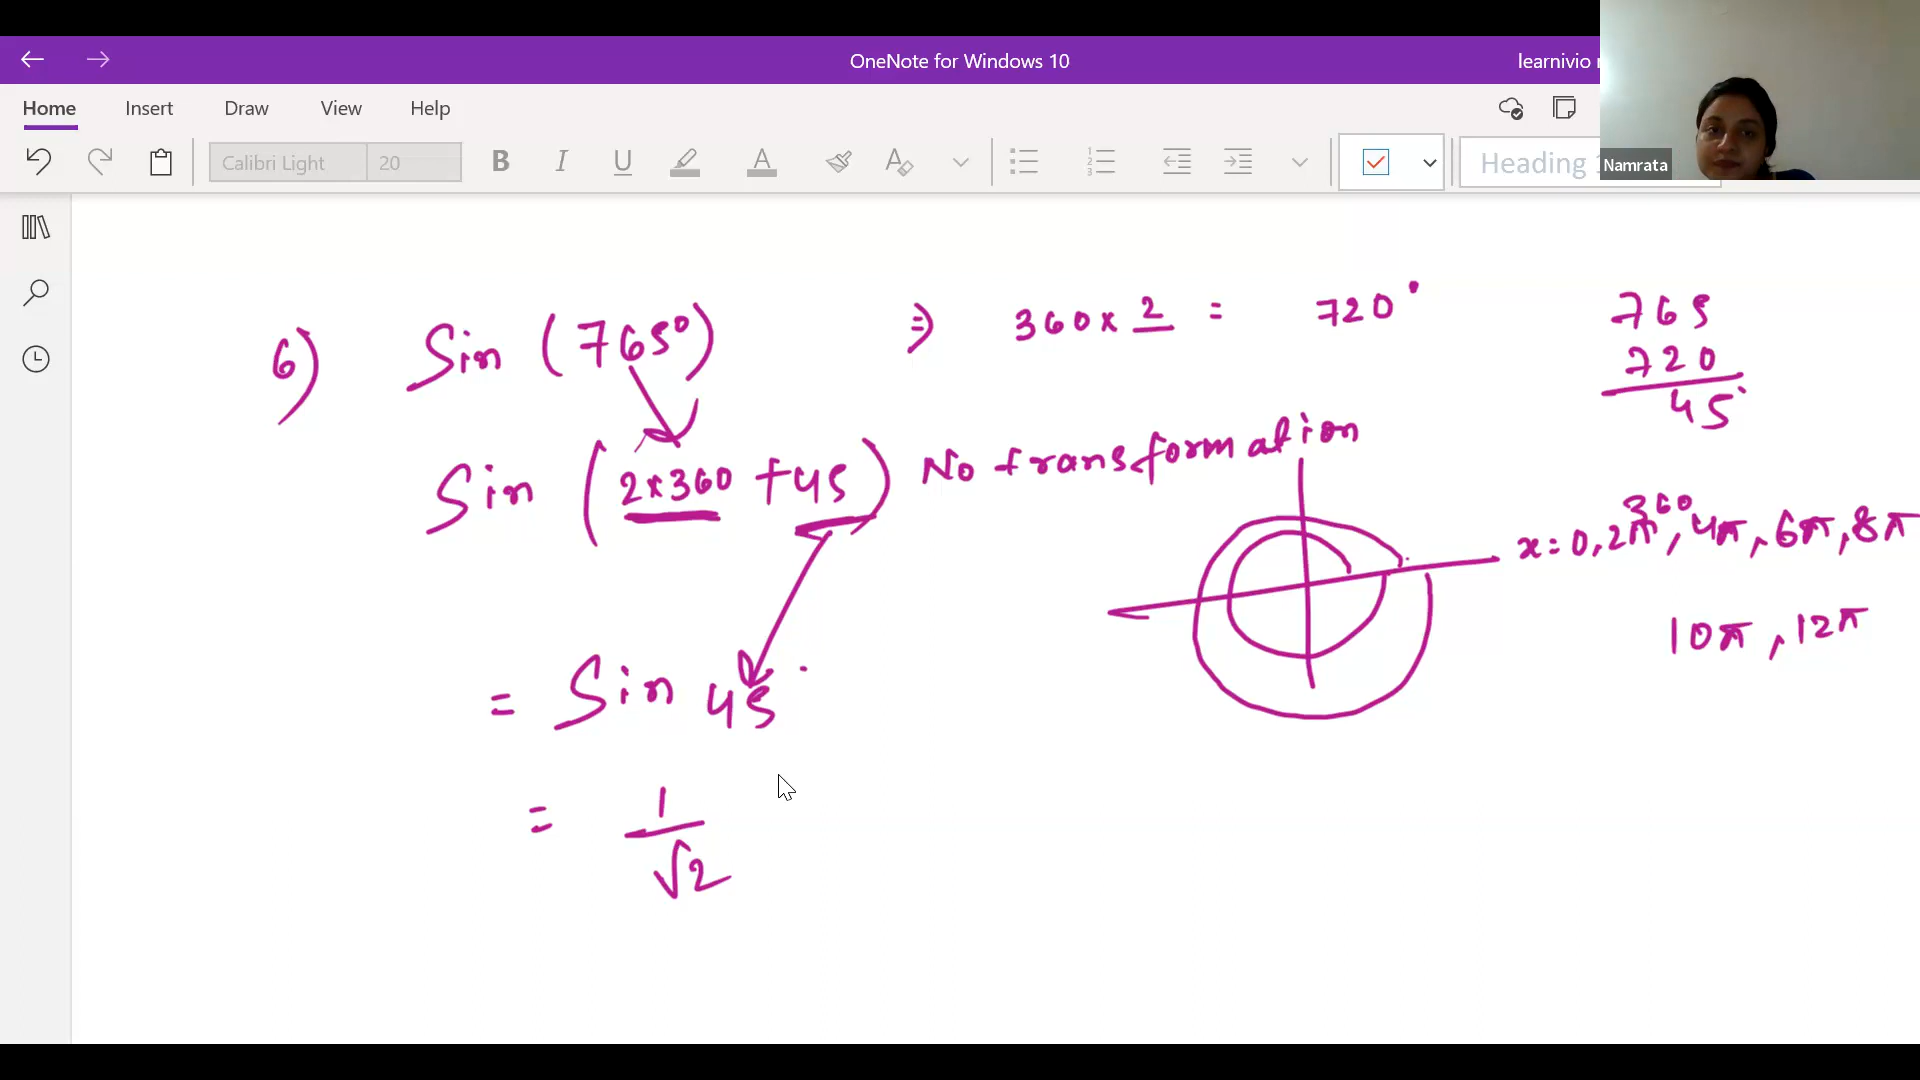 OneNote for Windows 10
learnivio
Home Insert Draw View Help
Calibri Light 20 B I U A A Heading
Namrata
6) Sin (765°) ⇒ 360 × 2 = 720°
765
720
45°
Sin (2×360 + 45) No transformation
360
x = 0, 2π, 4π, 6π, 8π
10π, 12π
= Sin 45°
= 1/√2